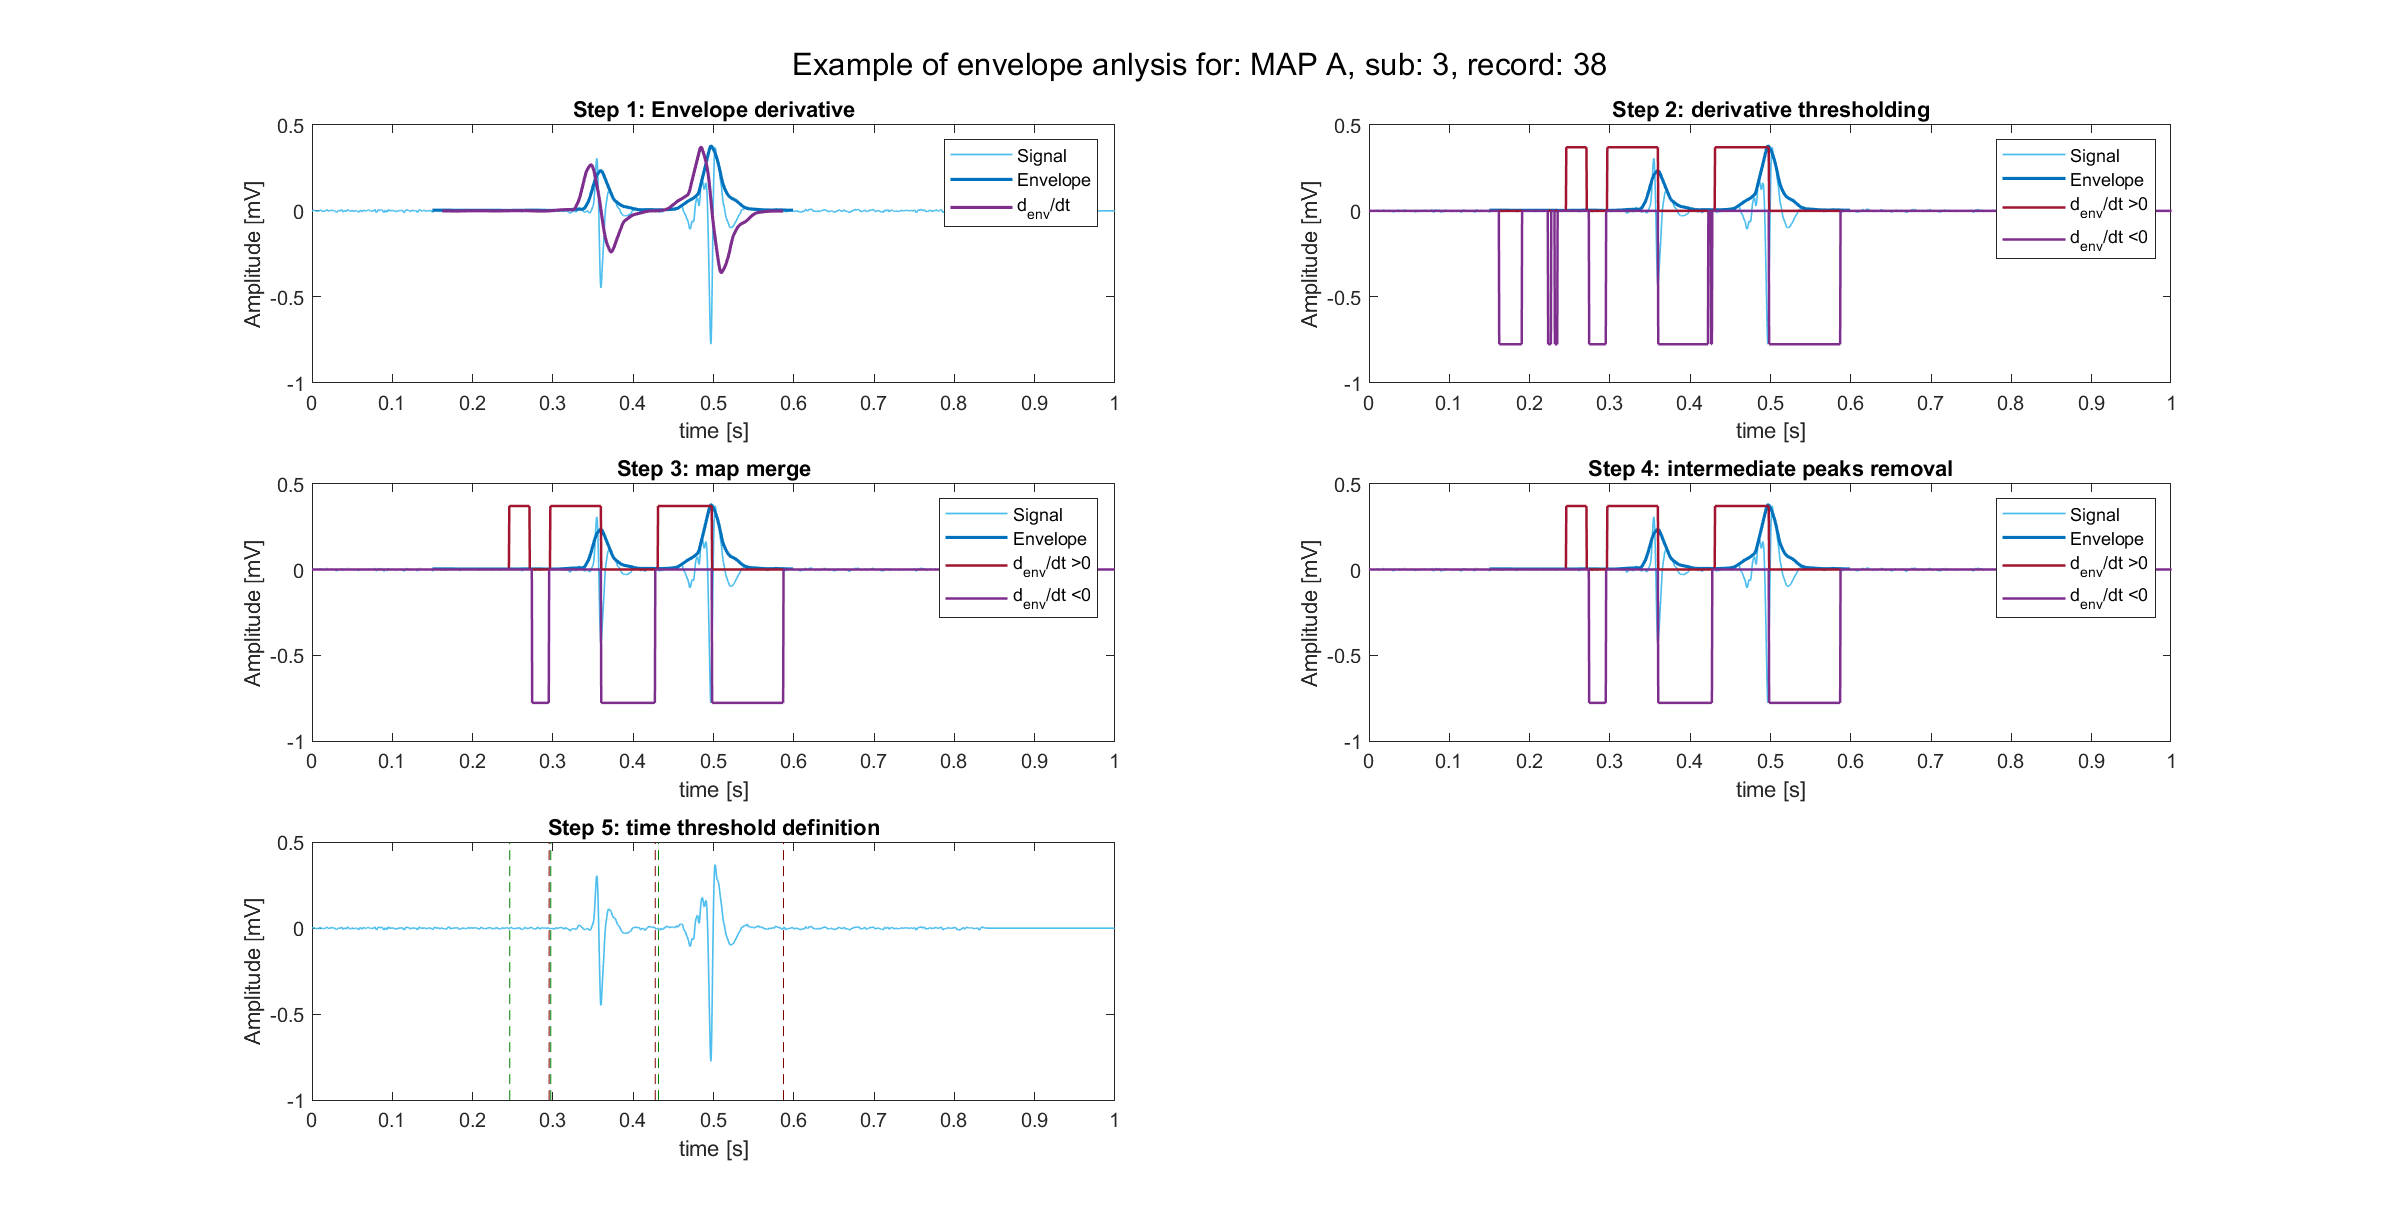 Example of envelope anlysis for: MAP A, sub: 3, record: 38
Step 1: Envelope derivative
0.5
0
-0.5
-1
Amplitude [mV]
0 0.1 0.2 0.3 0.4 0.5 0.6 0.7 0.8 0.9 1
time [s]
Signal
Envelope
d_env/dt
Step 2: derivative thresholding
0.5
0
-0.5
-1
Amplitude [mV]
0 0.1 0.2 0.3 0.4 0.5 0.6 0.7 0.8 0.9 1
time [s]
Signal
Envelope
d_env/dt >0
d_env/dt <0
Step 3: map merge
0.5
0
-0.5
-1
Amplitude [mV]
0 0.1 0.2 0.3 0.4 0.5 0.6 0.7 0.8 0.9 1
time [s]
Signal
Envelope
d_env/dt >0
d_env/dt <0
Step 4: intermediate peaks removal
0.5
0
-0.5
-1
Amplitude [mV]
0 0.1 0.2 0.3 0.4 0.5 0.6 0.7 0.8 0.9 1
time [s]
Signal
Envelope
d_env/dt >0
d_env/dt <0
Step 5: time threshold definition
0.5
0
-0.5
-1
Amplitude [mV]
0 0.1 0.2 0.3 0.4 0.5 0.6 0.7 0.8 0.9 1
time [s]